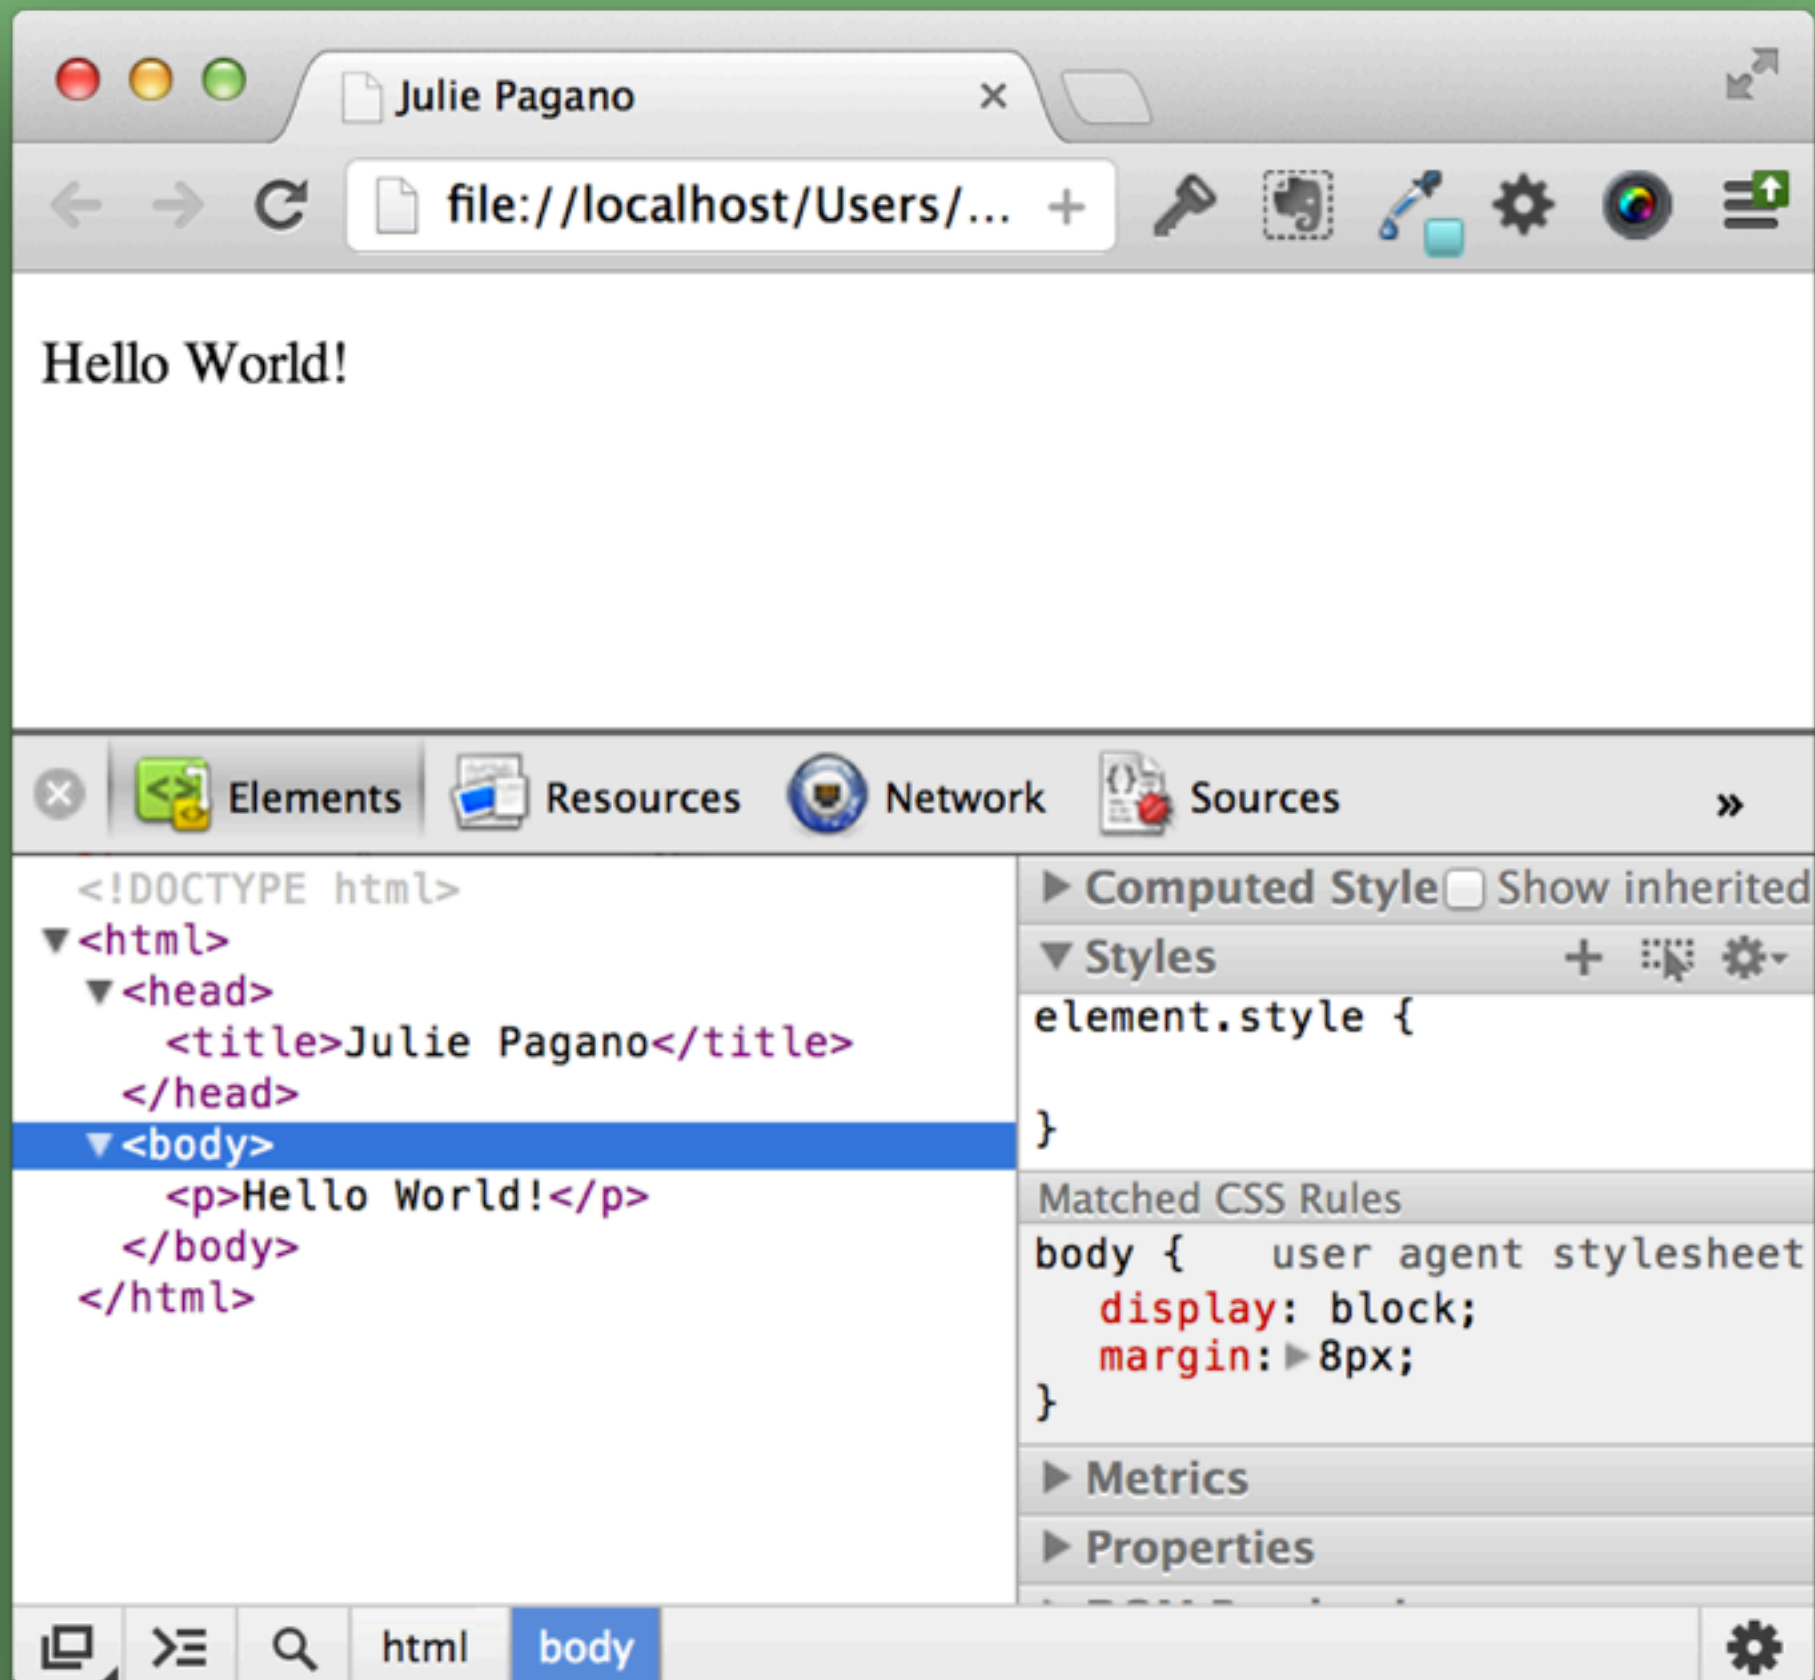 Julie Pagano
file://localhost/Users/...
Hello World!
Elements Resources Network Sources »
<!DOCTYPE html>
<html>
<head>
<title>Julie Pagano</title>
</head>
<body>
<p>Hello World!</p>
</body>
</html>
Computed Style Show inherited
Styles
element.style {
}
Matched CSS Rules
body { user agent stylesheet
display: block;
margin: 8px;
}
Metrics
Properties
html body